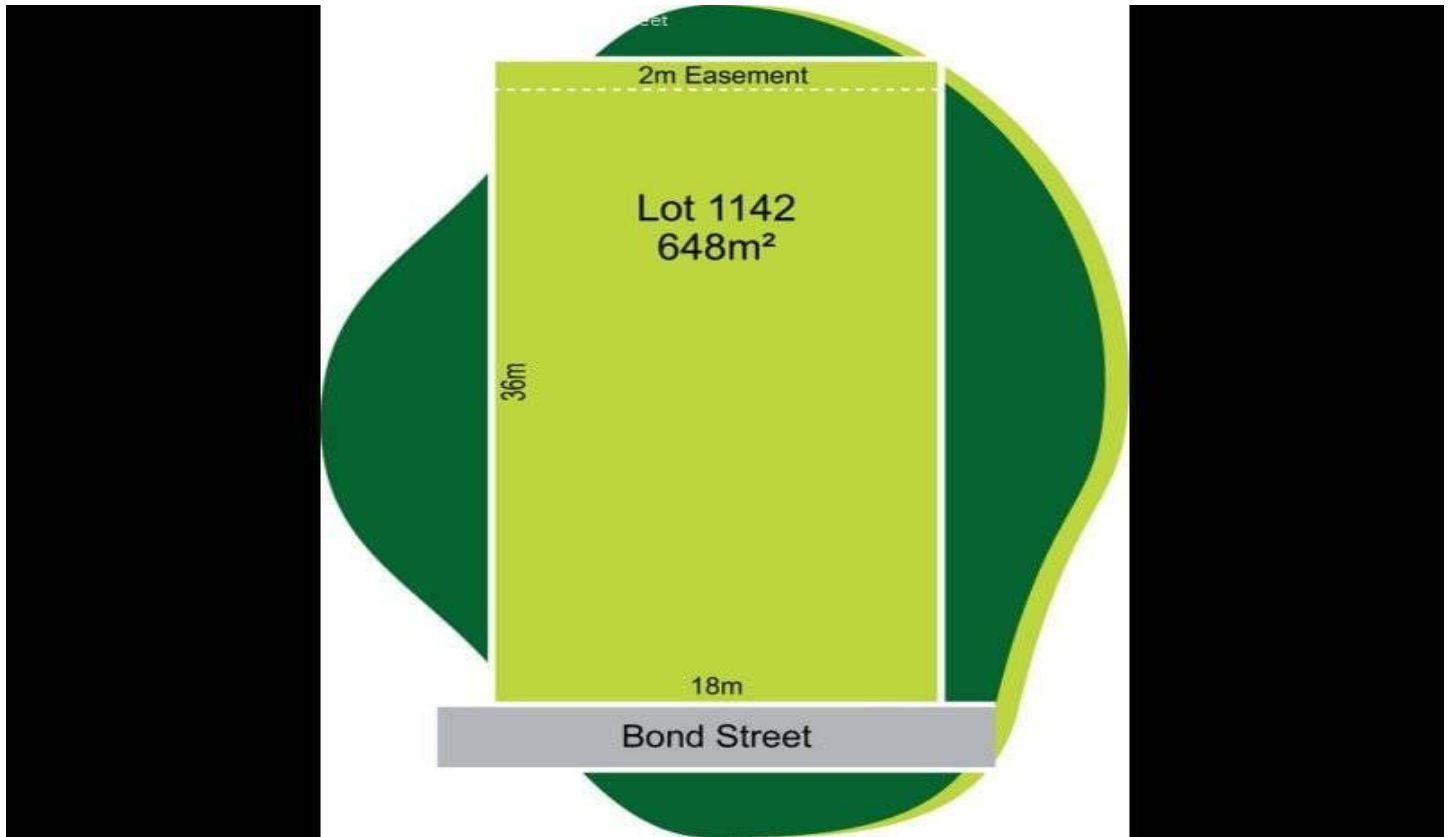 2m Easement
Lot 1142
648m²
36m
18m
Bond Street